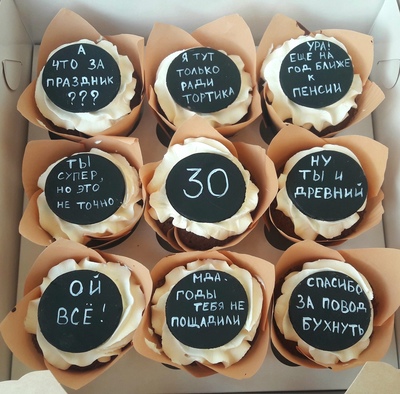 А
ЧТО ЗА
ПРАЗДНИК
???
Я ТУТ
ТОЛЬКО
РАДИ
ТОРТИКА
УРА!
ЕЩЕ НА
ГОД БЛИЖЕ
К
ПЕНСИИ
ТЫ
СУПЕР,
НО ЭТО
НЕ ТОЧНО
30
НУ
ТЫ И
ДРЕВНИЙ
ОЙ
ВСЁ!
МДА.
ГОДЫ
ТЕБЯ НЕ
ПОЩАДИЛИ
СПАСИБО
ЗА ПОВОД
БУХНУТЬ